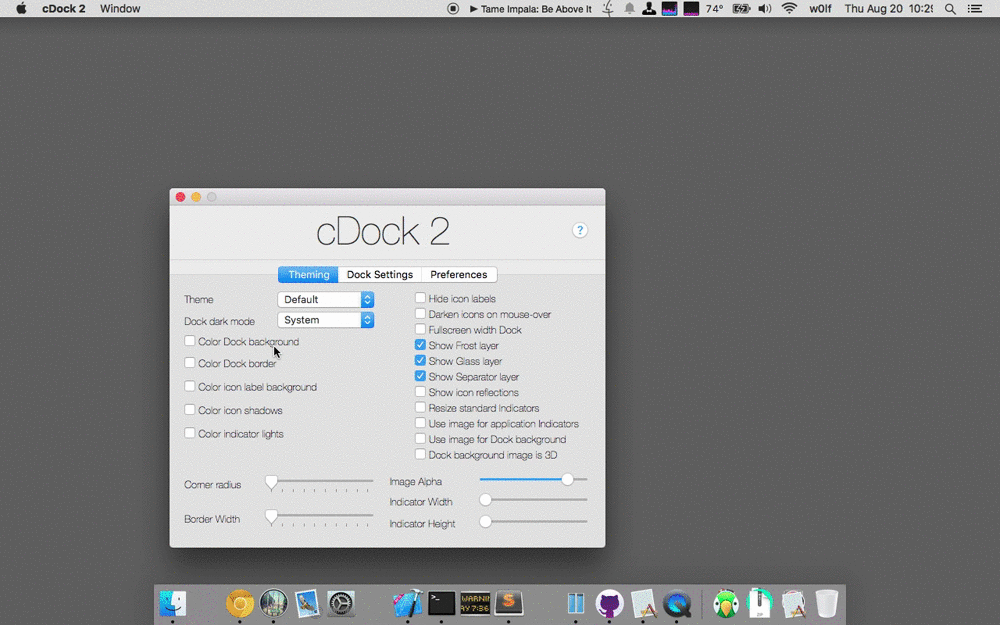 cDock 2 Window Tame Impala: Be Above It 74° w0lf Thu Aug 20 10:29
cDock 2
?
Theming Dock Settings Preferences
Theme Default
Dock dark mode System
Color Dock background
Color Dock border
Color icon label background
Color icon shadows
Color indicator lights
Hide icon labels
Darken icons on mouse-over
Fullscreen width Dock
Show Frost layer
Show Glass layer
Show Separator layer
Show icon reflections
Resize standard Indicators
Use image for application Indicators
Use image for Dock background
Dock background image is 3D
Corner radius
Border Width
Image Alpha
Indicator Width
Indicator Height
WARNIN
AY 7:36
S
ZIP